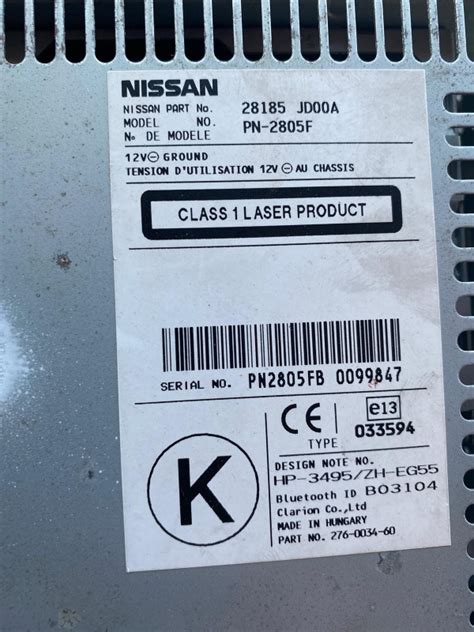 NISSAN
NISSAN PART No. 28185 JD00A
MODEL NO. PN-2805F
No DE MODELE
12V⊖ GROUND
TENSION D'UTILISATION 12V ⊖ AU CHASSIS
CLASS 1 LASER PRODUCT
SERIAL NO. PN2805FB 0099847
CE e13
TYPE 033594
K
DESIGN NOTE NO.
HP-3495/ZH-EG55
Bluetooth ID B03104
Clarion Co.,Ltd
MADE IN HUNGARY
PART NO. 276-0034-60